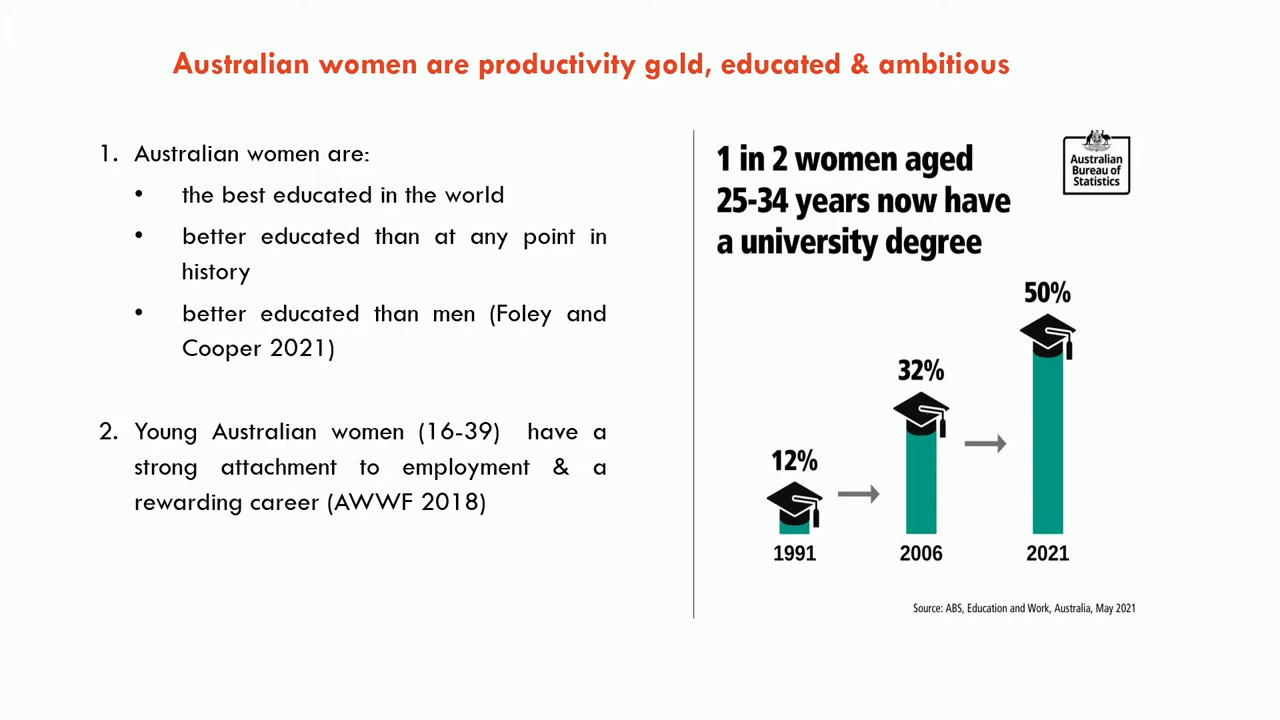 Australian women are productivity gold, educated & ambitious
1. Australian women are:
• the best educated in the world
• better educated than at any point in
history
• better educated than men (Foley and
Cooper 2021)
2. Young Australian women (16-39) have a
strong attachment to employment & a
rewarding career (AWWF 2018)
1 in 2 women aged
25-34 years now have
a university degree
Australian
Bureau of
Statistics
50%
32%
12%
1991
2006
2021
Source: ABS, Education and Work, Australia, May 2021